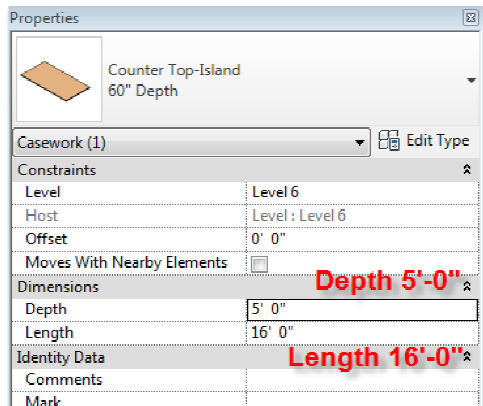 Properties
Counter Top-Island
60" Depth
Casework (1)
Edit Type
Constraints
Level Level 6
Host Level : Level 6
Offset 0' 0"
Moves With Nearby Elements
Depth 5'-0"
Dimensions
Depth 5' 0"
Length 16' 0"
Length 16'-0"
Identity Data
Comments
Mark